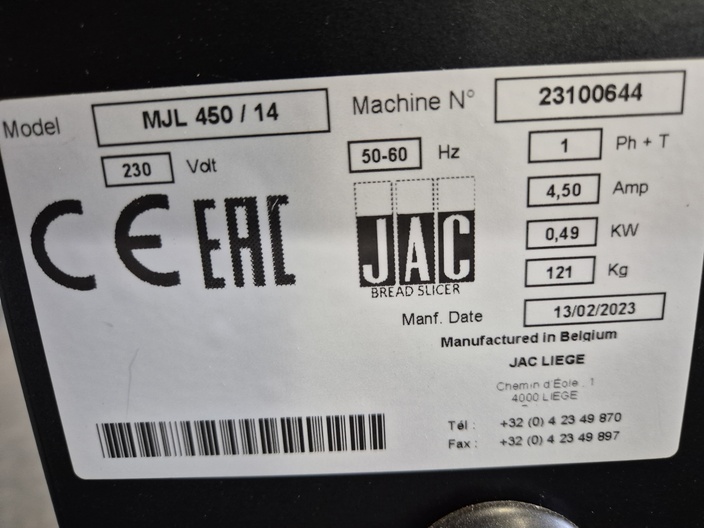 Model MJL 450 / 14 Machine N° 23100644
230 Volt 50-60 Hz 1 Ph + T
4,50 Amp
CE EAC JAC 0,49 KW
BREAD SLICER 121 Kg
Manf. Date 13/02/2023
Manufactured in Belgium
JAC LIEGE
Chemin d'Éole , 1
4000 LIEGE
Tél : +32 (0) 4 23 49 870
Fax : +32 (0) 4 23 49 897